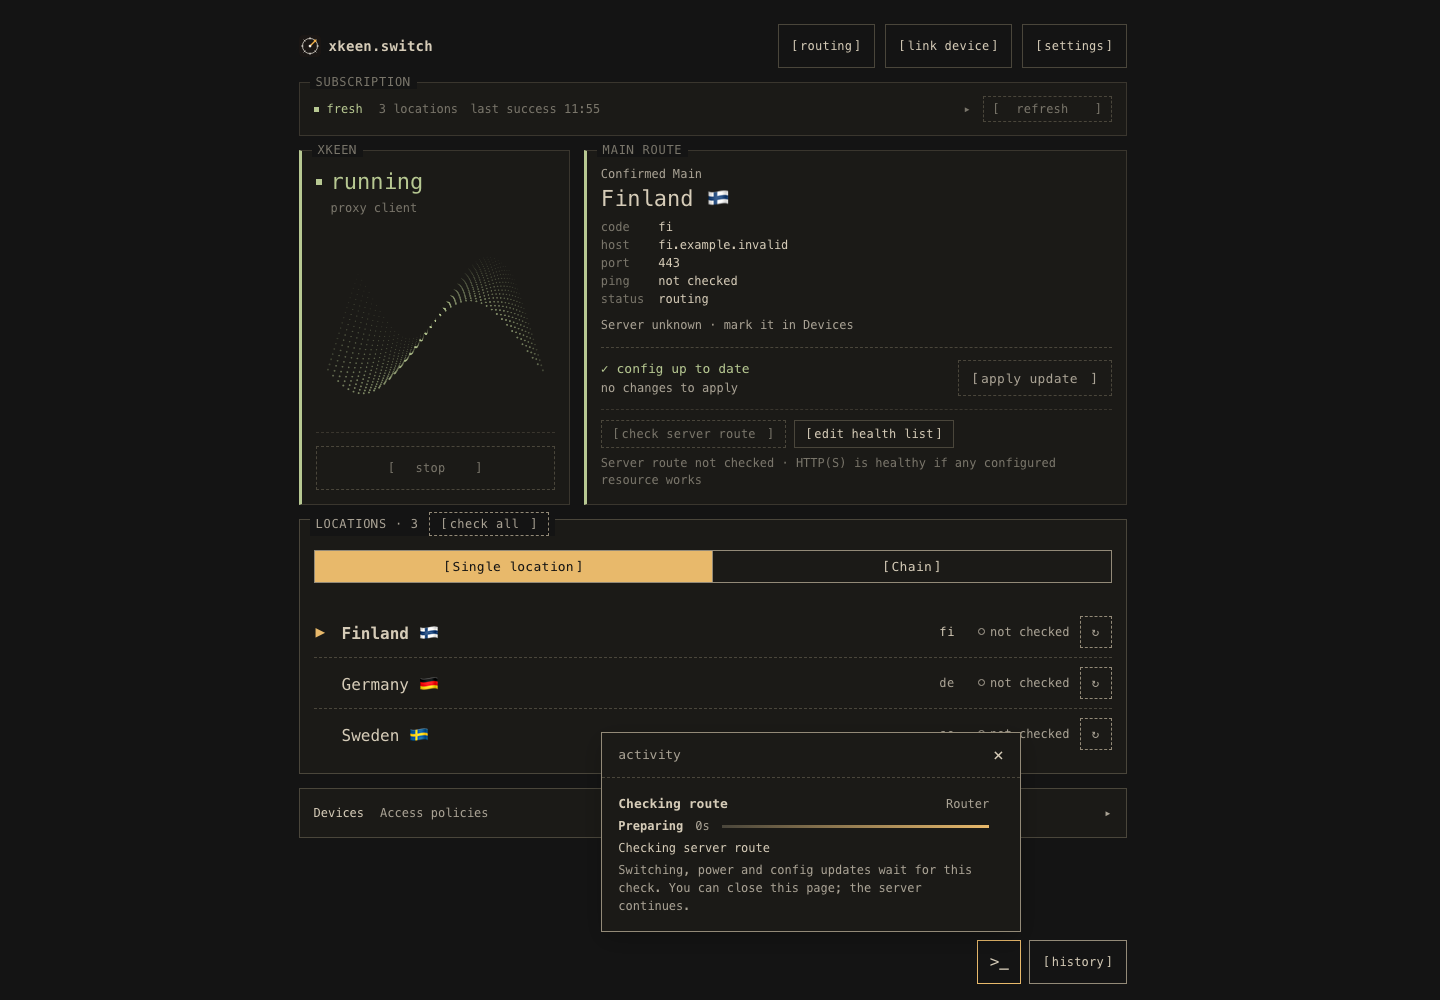 xkeen.switch
[routing] [link device] [settings]
SUBSCRIPTION
fresh 3 locations last success 11:55 ▸ [ refresh ]
XKEEN
running
proxy client
[ stop ]
MAIN ROUTE
Confirmed Main
Finland
code fi
host fi.example.invalid
port 443
ping not checked
status routing
Server unknown · mark it in Devices
✓ config up to date
no changes to apply
[apply update ]
[check server route ] [edit health list]
Server route not checked · HTTP(S) is healthy if any configured
resource works
LOCATIONS · 3 [check all ]
[Single location] [Chain]
▶ Finland fi ○ not checked ↻
Germany de ○ not checked ↻
Sweden checked ↻
Devices Access policies ▸
activity ×
Checking route Router
Preparing 0s
Checking server route
Switching, power and config updates wait for this
check. You can close this page; the server
continues.
>_ [history]